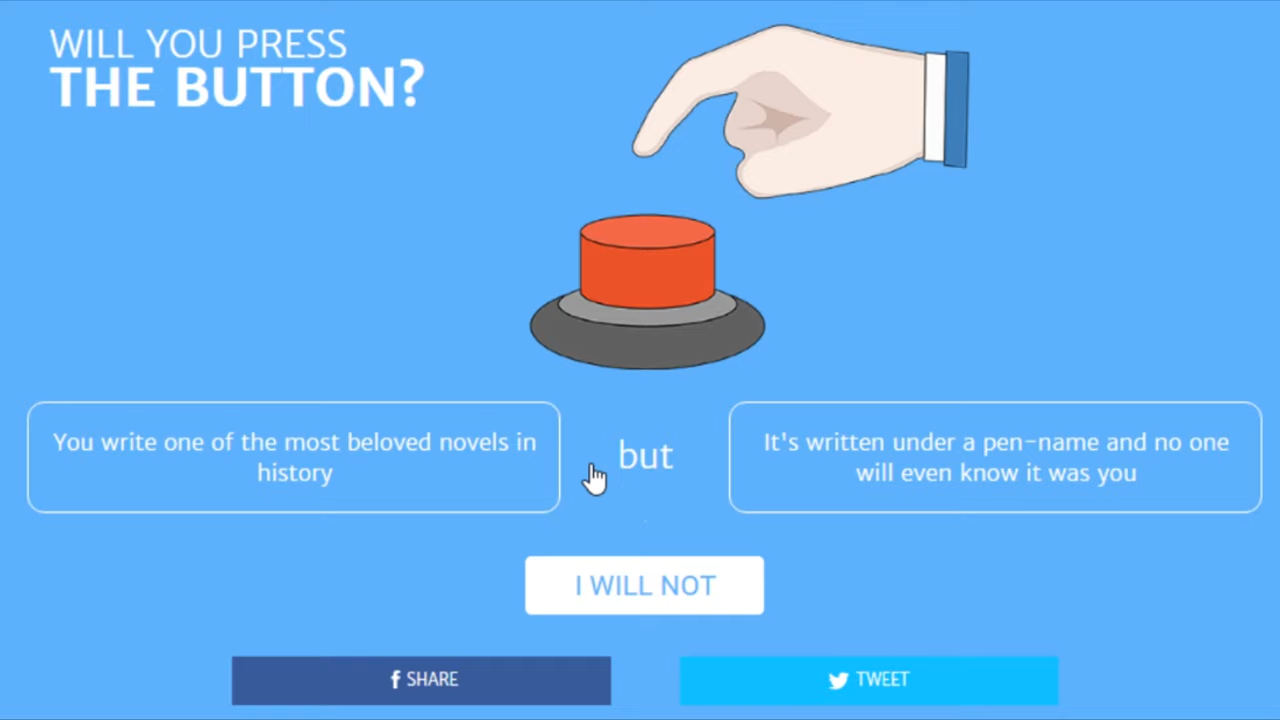 WILL YOU PRESS
THE BUTTON?
You write one of the most beloved novels in
history
but
It's written under a pen-name and no one
will even know it was you
I WILL NOT
SHARE
TWEET